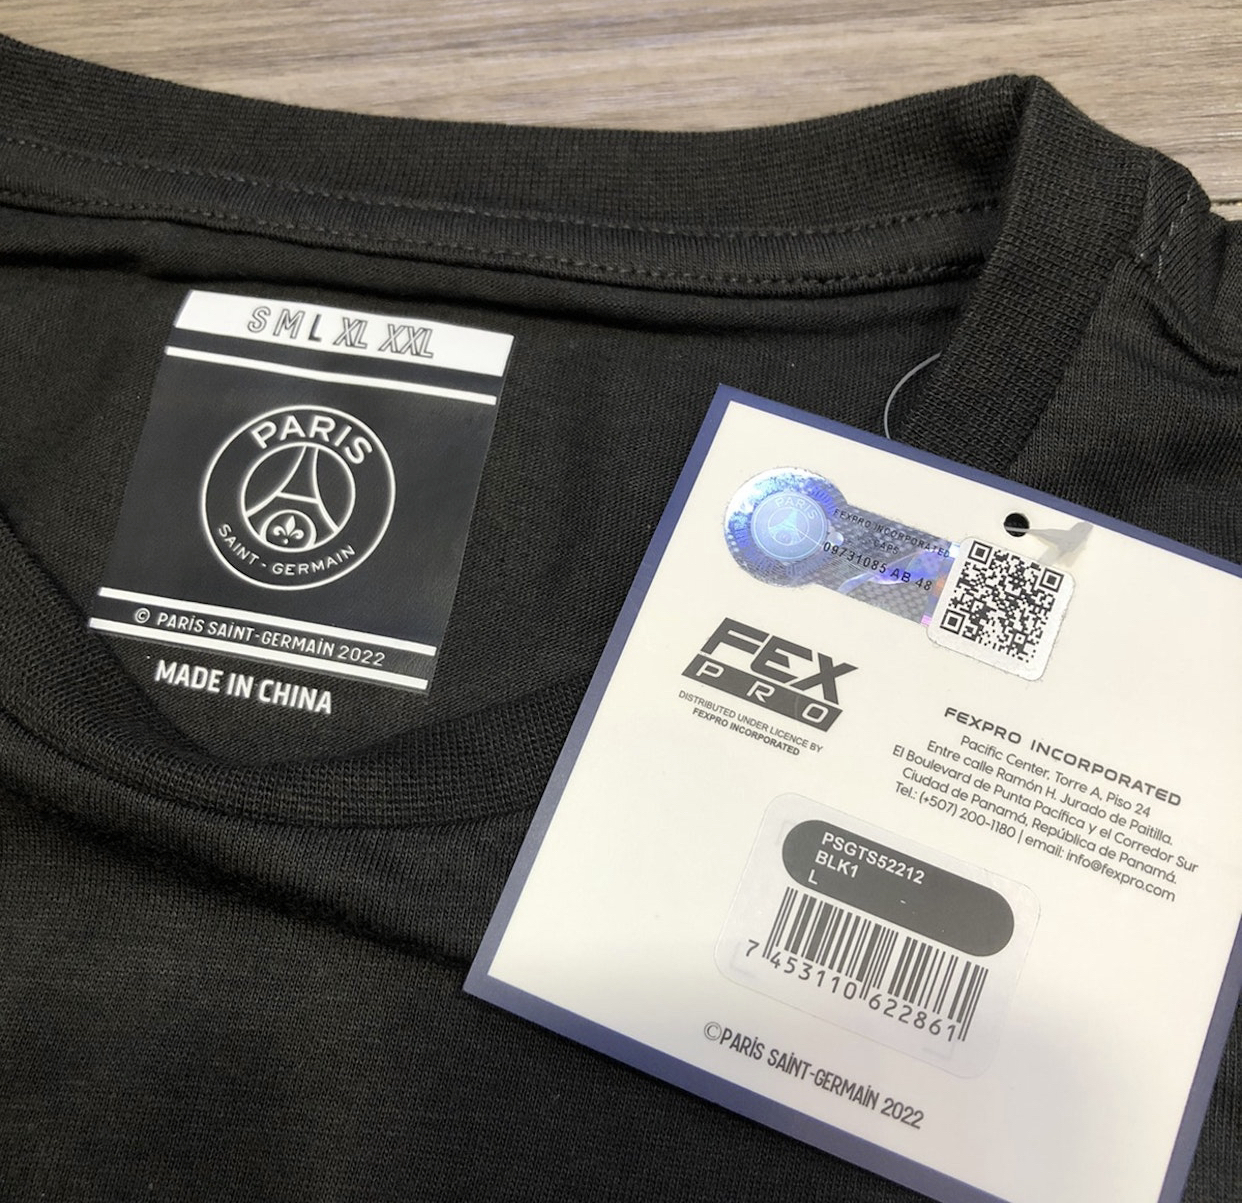 S M L XL XXL
PARIS
SAINT - GERMAIN
© PARIS SAINT-GERMAIN 2022
MADE IN CHINA
PARIS
FEXPRO INCORPORATED
CAPS
09731085 AB 48
FEX
PRO
DISTRIBUTED UNDER LICENCE BY
FEXPRO INCORPORATED
FEXPRO INCORPORATED
Pacific Center, Torre A, Piso 24
Entre calle Ramón H. Jurado de Paitilla.
El Boulevard de Punta Pacífica y el Corredor Sur
Ciudad de Panamá, República de Panamá.
Tel.: (+507) 200-1180 | email: info@fexpro.com
PSGTS52212
BLK1
L -
7 453110 622861
©PARIS SAINT-GERMAIN 2022